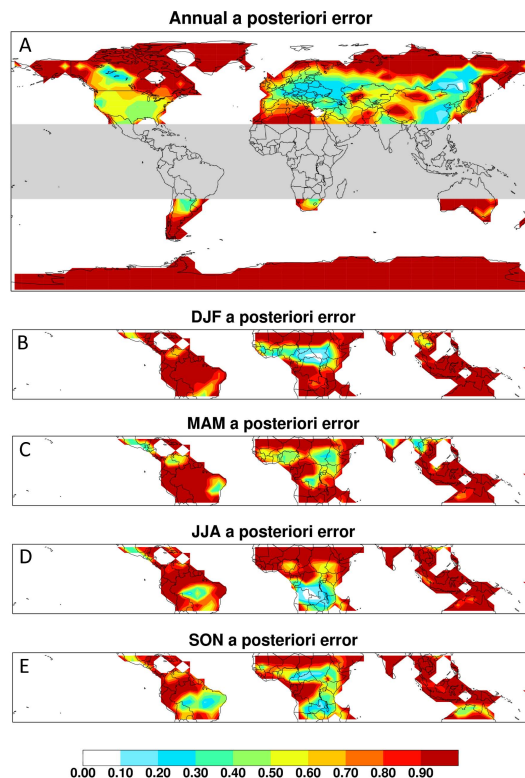 Annual a posteriori error
A
DJF a posteriori error
B
MAM a posteriori error
C
JJA a posteriori error
D
SON a posteriori error
E
0.00 0.10 0.20 0.30 0.40 0.50 0.60 0.70 0.80 0.90